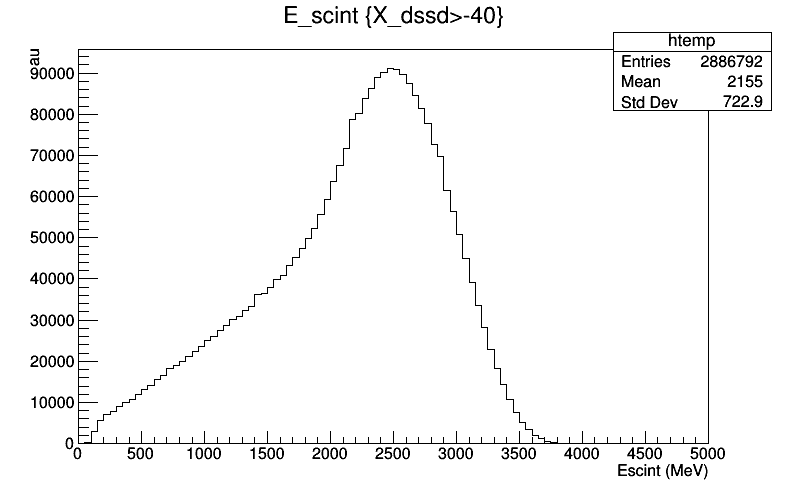 E_scint {X_dssd>-40}
htemp
Entries 2886792
Mean 2155
Std Dev 722.9
au
90000
80000
70000
60000
50000
40000
30000
20000
10000
0
0 500 1000 1500 2000 2500 3000 3500 4000 4500 5000
Escint (MeV)